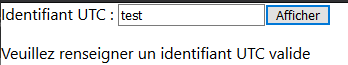 Identifiant UTC : test Afficher
Veuillez renseigner un identifiant UTC valide